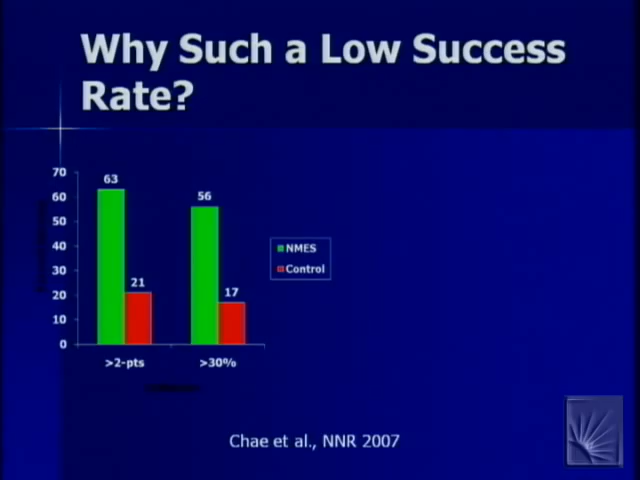 Why Such a Low Success
Rate?
70
60
50
40
30
20
10
0
63
21
56
17
>2-pts
>30%
NMES
Control
Chae et al., NNR 2007